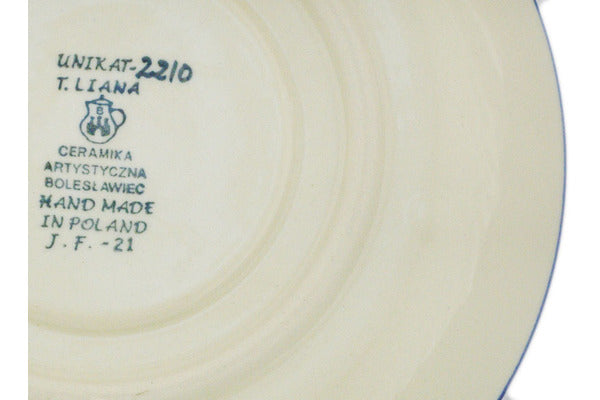 UNIKAT-2210
T. LIANA
B
CERAMIKA
ARTYSTYCZNA
BOLESŁAWIEC
HAND MADE
IN POLAND
J. F. -21